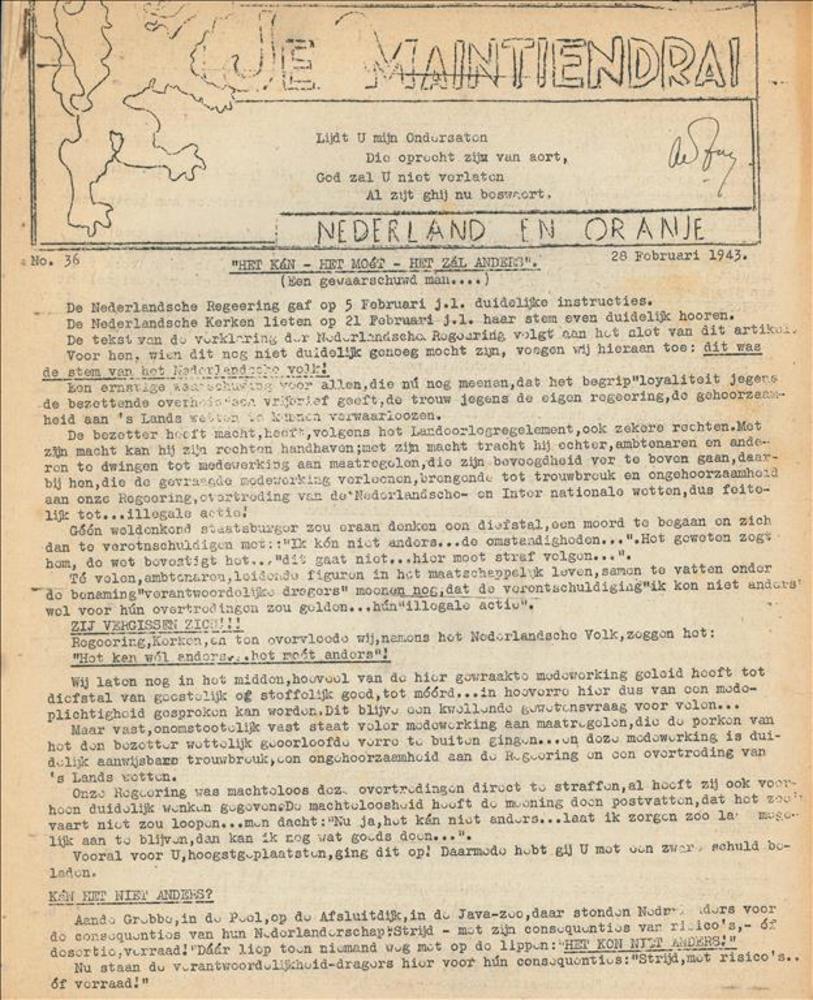 JE MAINTIENDRAI
Lijdt U mijn Ondersaten
Die oprecht zijn van aert,
God zal U niet verlaten
Al zijt ghij nu beswaert.
NEDERLAND EN ORANJE
No. 36
28 Februari 1943.
"HET KÁN - HET MOÉT - HET ZÁL ANDERS".
(Een gewaarschuwd man....)
De Nederlandsche Regeering gaf op 5 Februari j.l. duidelijke instructies.
De Nederlandsche Kerken lieten op 21 Februari j.l. haar stem even duidelijk hooren.
De tekst van de verklaring der Nederlandsche Regeering volgt aan het slot van dit artikel.
Voor hen, wien dit nog niet duidelijk genoeg mocht zijn, voegen wij hieraan toe: dit was
de stem van het Nederlandsche volk!
Een ernstige waarschuwing voor allen,die nú nog meenen,dat het begrip"loyaliteit jegens
de bezettende overheid"een vrijbrief geeft,de trouw jegens de eigen regeering,de gehoorzaam-
heid aan 's Lands wetten te kunnen verwaarloozen.
De bezetter heeft macht,heeft,volgens het Landoorlogregelement,ook zekere rechten.Met
zijn macht kan hij zijn rechten handhaven;met zijn macht tracht hij echter,ambtenaren en ande-
ren te dwingen tot medewerking aan maatregelen,die zijn bevoegdheid ver te boven gaan,daar-
bij hen,die de gevraagde medewerking verleenen,brengende tot trouwbreuk en ongehoorzaamheid
aan onze Regeering,overtreding van de Nederlandsche- en Inter nationale wetten,dus feite-
lijk tot...illegale actie!
Géén weldenkend staatsburger zou eraan denken een diefstal,een moord te begaan en zich
dan te verontschuldigen met::"Ik kón niet anders...de omstandigheden...".Het geweten zegt
hem, de wet bevestigt het..."dit gaat niet...hier moet straf volgen...".
Té velen,ambtenaren,leidende figuren in het maatschappelijk leven,samen te vatten onder
de benaming"verantwoordelijke dragers" meenen nog,dat de verontschuldiging"ik kon niet anders"
wel voor hún overtredingen zou gelden...hún"illegale actie".
ZIJ VERGISSEN ZICH!!!
Regeering,Kerken,en ten overvloede wij,namens het Nederlandsche Volk,zeggen het:
"Het kan wél anders...het moét anders"!
Wij laten nog in het midden,hoeveel van de hier gewraakte medewerking geleid heeft tot
diefstal van geestelijk of stoffelijk goed,tot móórd...in hoeverre hier dus van een mede-
plichtigheid gesproken kan worden.Dit blijve een kwellende gewetensvraag voor velen...
Maar vast,onomstootelijk vast staat veler medewerking aan maatregelen,die de perken van
het den bezetter wettelijk geoorloofde verre te buiten gingen...en deze medewerking is dui-
delijk aanwijsbare trouwbreuk,een ongehoorzaamheid aan de Regeering en een overtreding van
's Lands wetten.
Onze Regeering was machteloos deze overtredingen direct te straffen,al heeft zij ook voor-
heen duidelijk wenken gegeven.De machteloosheid heeft de meening doen postvatten,dat het zoo'n
vaart niet zou loopen...men dacht:"Nu ja,het kán niet anders...laat ik zorgen zoo la moge-
lijk aan te blijven,dan kan ik nog wat goeds doen...".
Vooral voor U,hoogstgeplaatsten,ging dit op! Daarmede hebt gij U met een zware schuld be-
laden.
KÁN HET NIET ANDERS?
Aande Grebbe,in de Peel,op de Afsluitdijk,in de Java-zee,daar stonden Nederlanders voor
de consequenties van hun Nederlanderschap:Strijd - met zijn consequenties van risico's,- óf
desertie,verraad!"Dáár liep toen niemand weg met op de lippen:"HET KON NIET ANDERS!"
Nu staan de verantwoordelijkheid-dragers hier voor hún consequenties:"Strijd,met risico's..
óf verraad!"